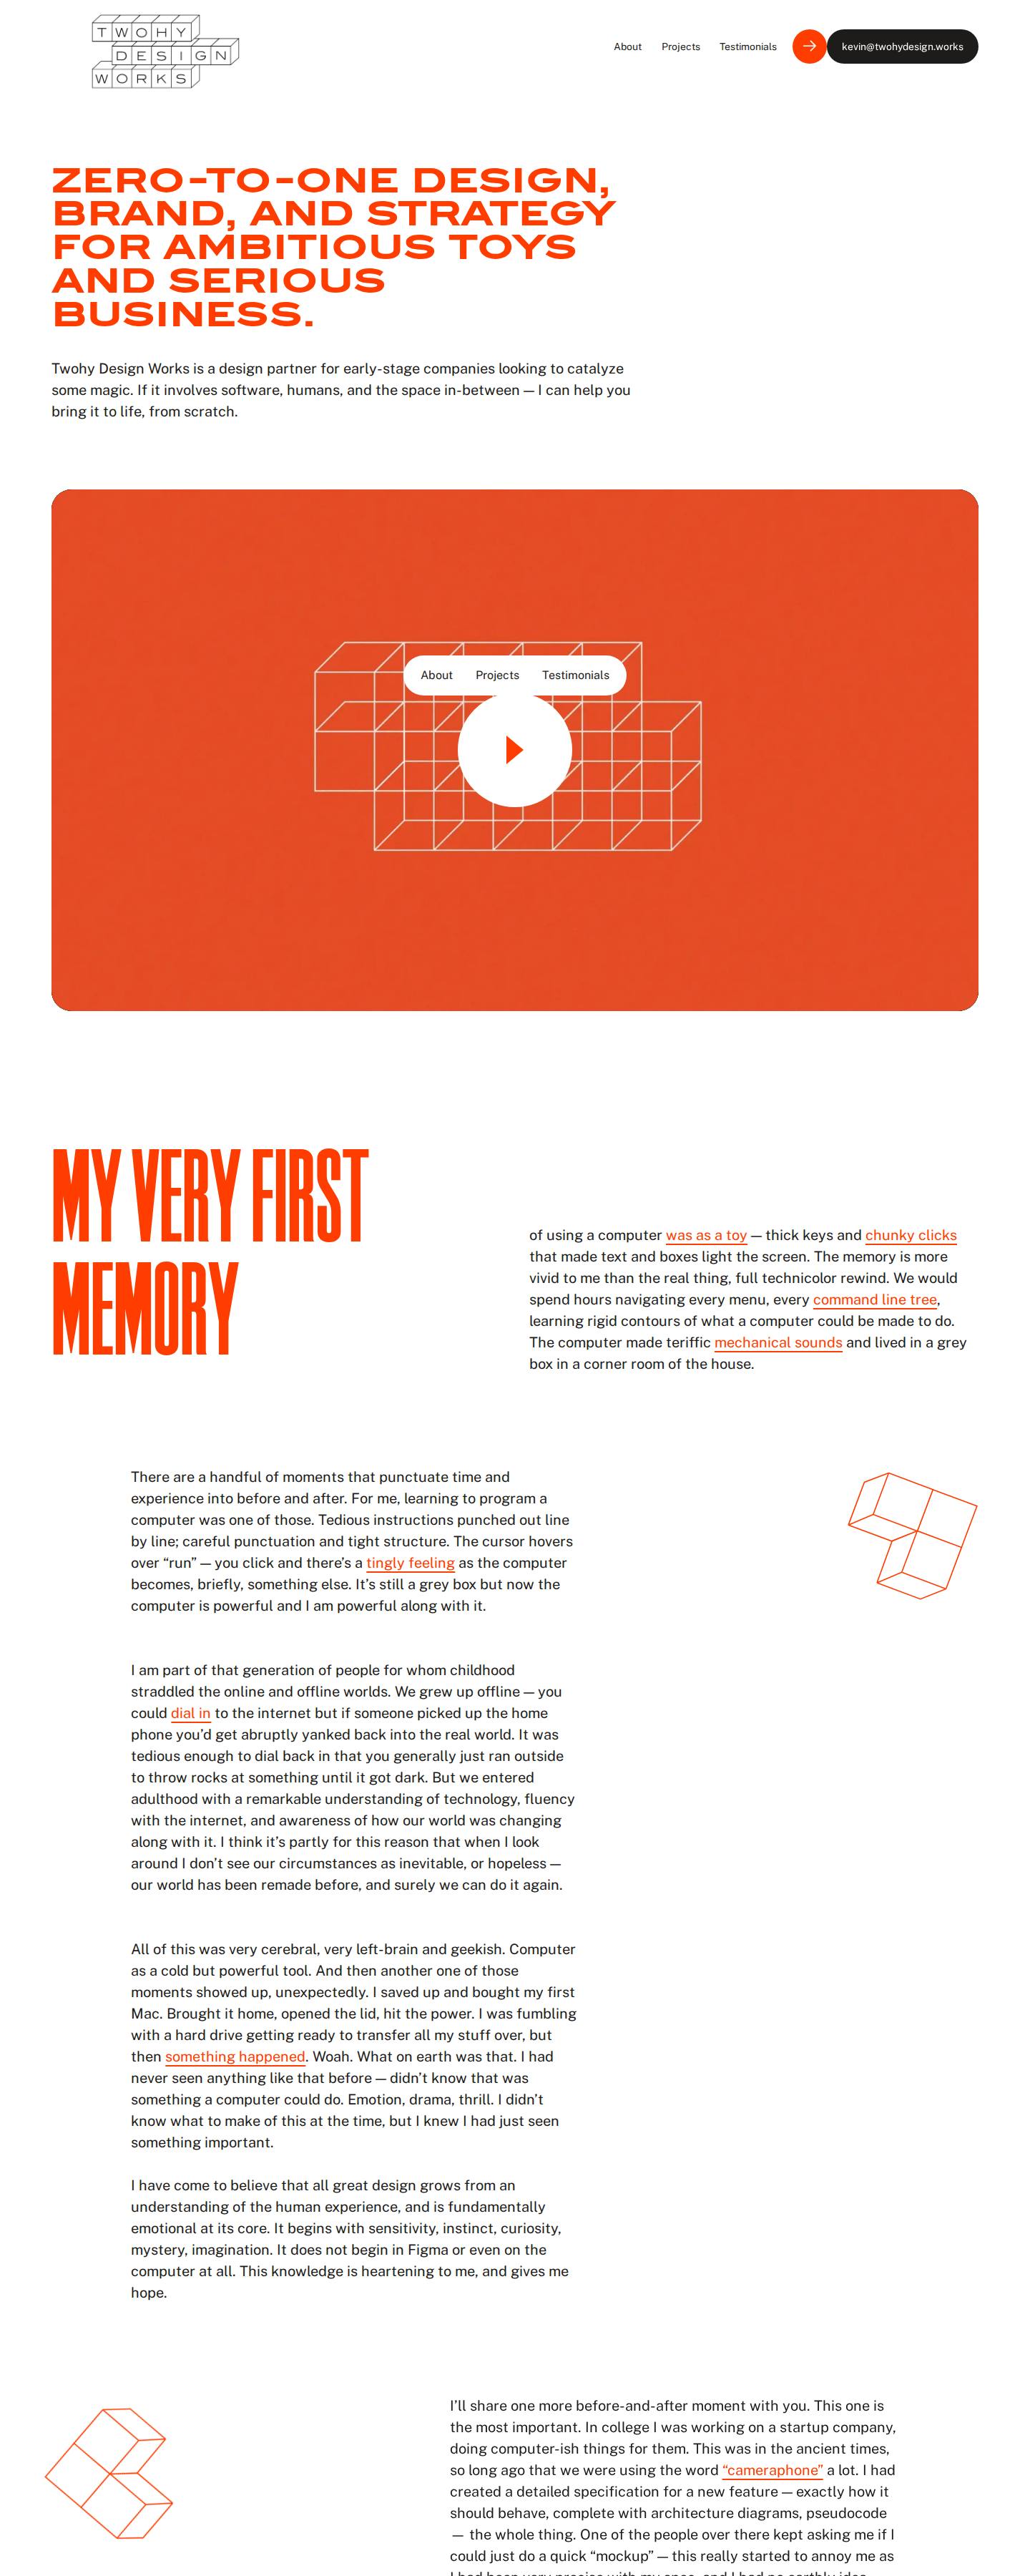 TWOHY
DESIGN
WORKS
About Projects Testimonials → kevin@twohydesign.works
ZERO-TO-ONE DESIGN,
BRAND, AND STRATEGY
FOR AMBITIOUS TOYS
AND SERIOUS
BUSINESS.
Twohy Design Works is a design partner for early-stage companies looking to catalyze
some magic. If it involves software, humans, and the space in-between — I can help you
bring it to life, from scratch.
About Projects Testimonials
MY VERY FIRST
MEMORY
of using a computer was as a toy — thick keys and chunky clicks
that made text and boxes light the screen. The memory is more
vivid to me than the real thing, full technicolor rewind. We would
spend hours navigating every menu, every command line tree,
learning rigid contours of what a computer could be made to do.
The computer made teriffic mechanical sounds and lived in a grey
box in a corner room of the house.
There are a handful of moments that punctuate time and
experience into before and after. For me, learning to program a
computer was one of those. Tedious instructions punched out line
by line; careful punctuation and tight structure. The cursor hovers
over “run” — you click and there’s a tingly feeling as the computer
becomes, briefly, something else. It’s still a grey box but now the
computer is powerful and I am powerful along with it.
I am part of that generation of people for whom childhood
straddled the online and offline worlds. We grew up offline — you
could dial in to the internet but if someone picked up the home
phone you’d get abruptly yanked back into the real world. It was
tedious enough to dial back in that you generally just ran outside
to throw rocks at something until it got dark. But we entered
adulthood with a remarkable understanding of technology, fluency
with the internet, and awareness of how our world was changing
along with it. I think it’s partly for this reason that when I look
around I don’t see our circumstances as inevitable, or hopeless —
our world has been remade before, and surely we can do it again.
All of this was very cerebral, very left-brain and geekish. Computer
as a cold but powerful tool. And then another one of those
moments showed up, unexpectedly. I saved up and bought my first
Mac. Brought it home, opened the lid, hit the power. I was fumbling
with a hard drive getting ready to transfer all my stuff over, but
then something happened. Woah. What on earth was that. I had
never seen anything like that before — didn’t know that was
something a computer could do. Emotion, drama, thrill. I didn’t
know what to make of this at the time, but I knew I had just seen
something important.
I have come to believe that all great design grows from an
understanding of the human experience, and is fundamentally
emotional at its core. It begins with sensitivity, instinct, curiosity,
mystery, imagination. It does not begin in Figma or even on the
computer at all. This knowledge is heartening to me, and gives me
hope.
I’ll share one more before-and-after moment with you. This one is
the most important. In college I was working on a startup company,
doing computer-ish things for them. This was in the ancient times,
so long ago that we were using the word “cameraphone” a lot. I had
created a detailed specification for a new feature — exactly how it
should behave, complete with architecture diagrams, pseudocode
— the whole thing. One of the people over there kept asking me if I
could just do a quick “mockup” — this really started to annoy me as
I had been very precise with my spec, and I had no earthly idea